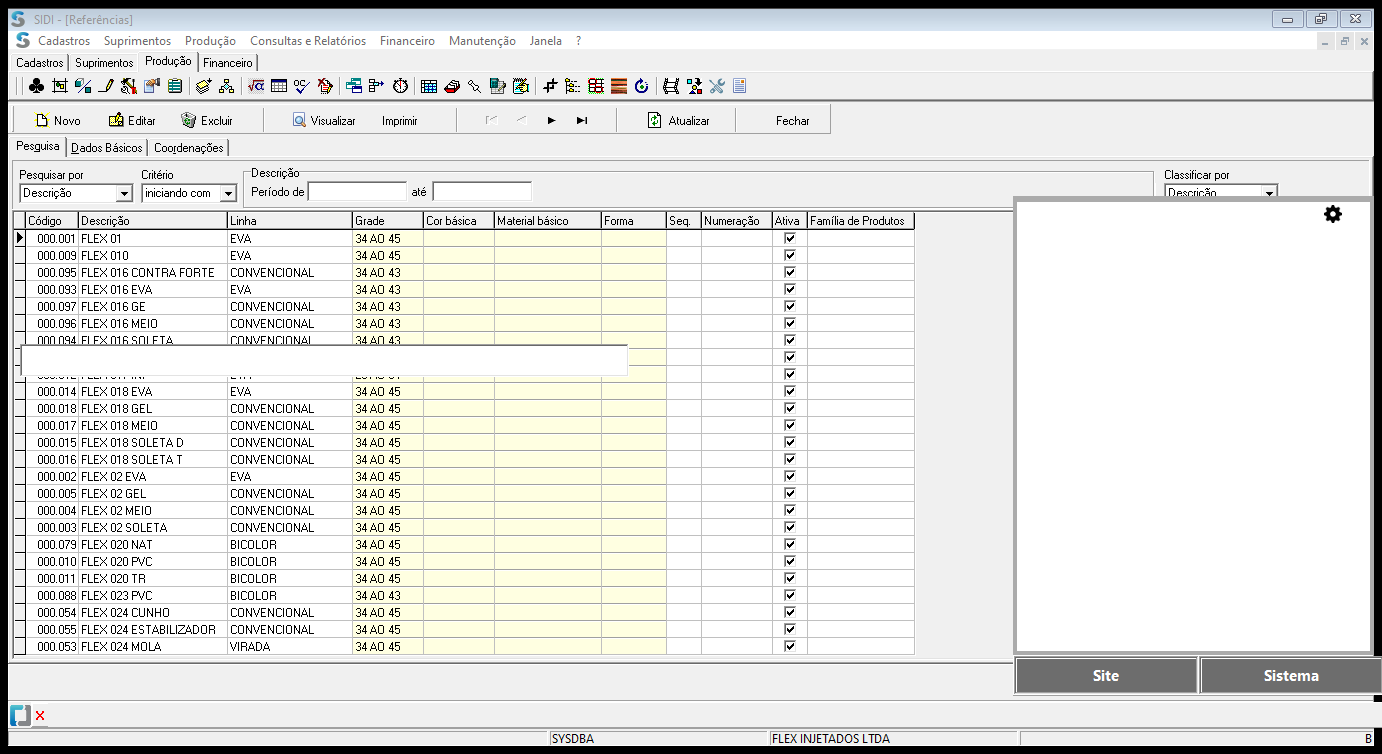 SIDI - [Referências]
Cadastros Suprimentos Produção Consultas e Relatórios Financeiro Manutenção Janela ?
Cadastros Suprimentos Produção Financeiro
Novo Editar Excluir Visualizar Imprimir Atualizar Fechar
Pesquisa Dados Básicos Coordenações
Pesquisar por Critério Descrição Classificar por
Descrição iniciando com Período de até Descrição
Código Descrição Linha Grade Cor básica Material básico Forma Seq. Numeração Ativa Família de Produtos
000.001 FLEX 01 EVA 34 AO 45
000.009 FLEX 010 EVA 34 AO 45
000.095 FLEX 016 CONTRA FORTE CONVENCIONAL 34 AO 43
000.093 FLEX 016 EVA EVA 34 AO 43
000.097 FLEX 016 GE CONVENCIONAL 34 AO 43
000.096 FLEX 016 MEIO CONVENCIONAL 34 AO 43
000.094 FLEX 016 SOLETA CONVENCIONAL 34 AO 43
000.014 FLEX 018 EVA EVA 34 AO 45
000.018 FLEX 018 GEL CONVENCIONAL 34 AO 45
000.017 FLEX 018 MEIO CONVENCIONAL 34 AO 45
000.015 FLEX 018 SOLETA D CONVENCIONAL 34 AO 45
000.016 FLEX 018 SOLETA T CONVENCIONAL 34 AO 45
000.002 FLEX 02 EVA EVA 34 AO 45
000.005 FLEX 02 GEL CONVENCIONAL 34 AO 45
000.004 FLEX 02 MEIO CONVENCIONAL 34 AO 45
000.003 FLEX 02 SOLETA CONVENCIONAL 34 AO 45
000.079 FLEX 020 NAT BICOLOR 34 AO 45
000.010 FLEX 020 PVC BICOLOR 34 AO 45
000.011 FLEX 020 TR BICOLOR 34 AO 45
000.088 FLEX 023 PVC BICOLOR 34 AO 43
000.054 FLEX 024 CUNHO CONVENCIONAL 34 AO 45
000.055 FLEX 024 ESTABILIZADOR CONVENCIONAL 34 AO 45
000.053 FLEX 024 MOLA VIRADA 34 AO 45
Site Sistema
SYSDBA FLEX INJETADOS LTDA B